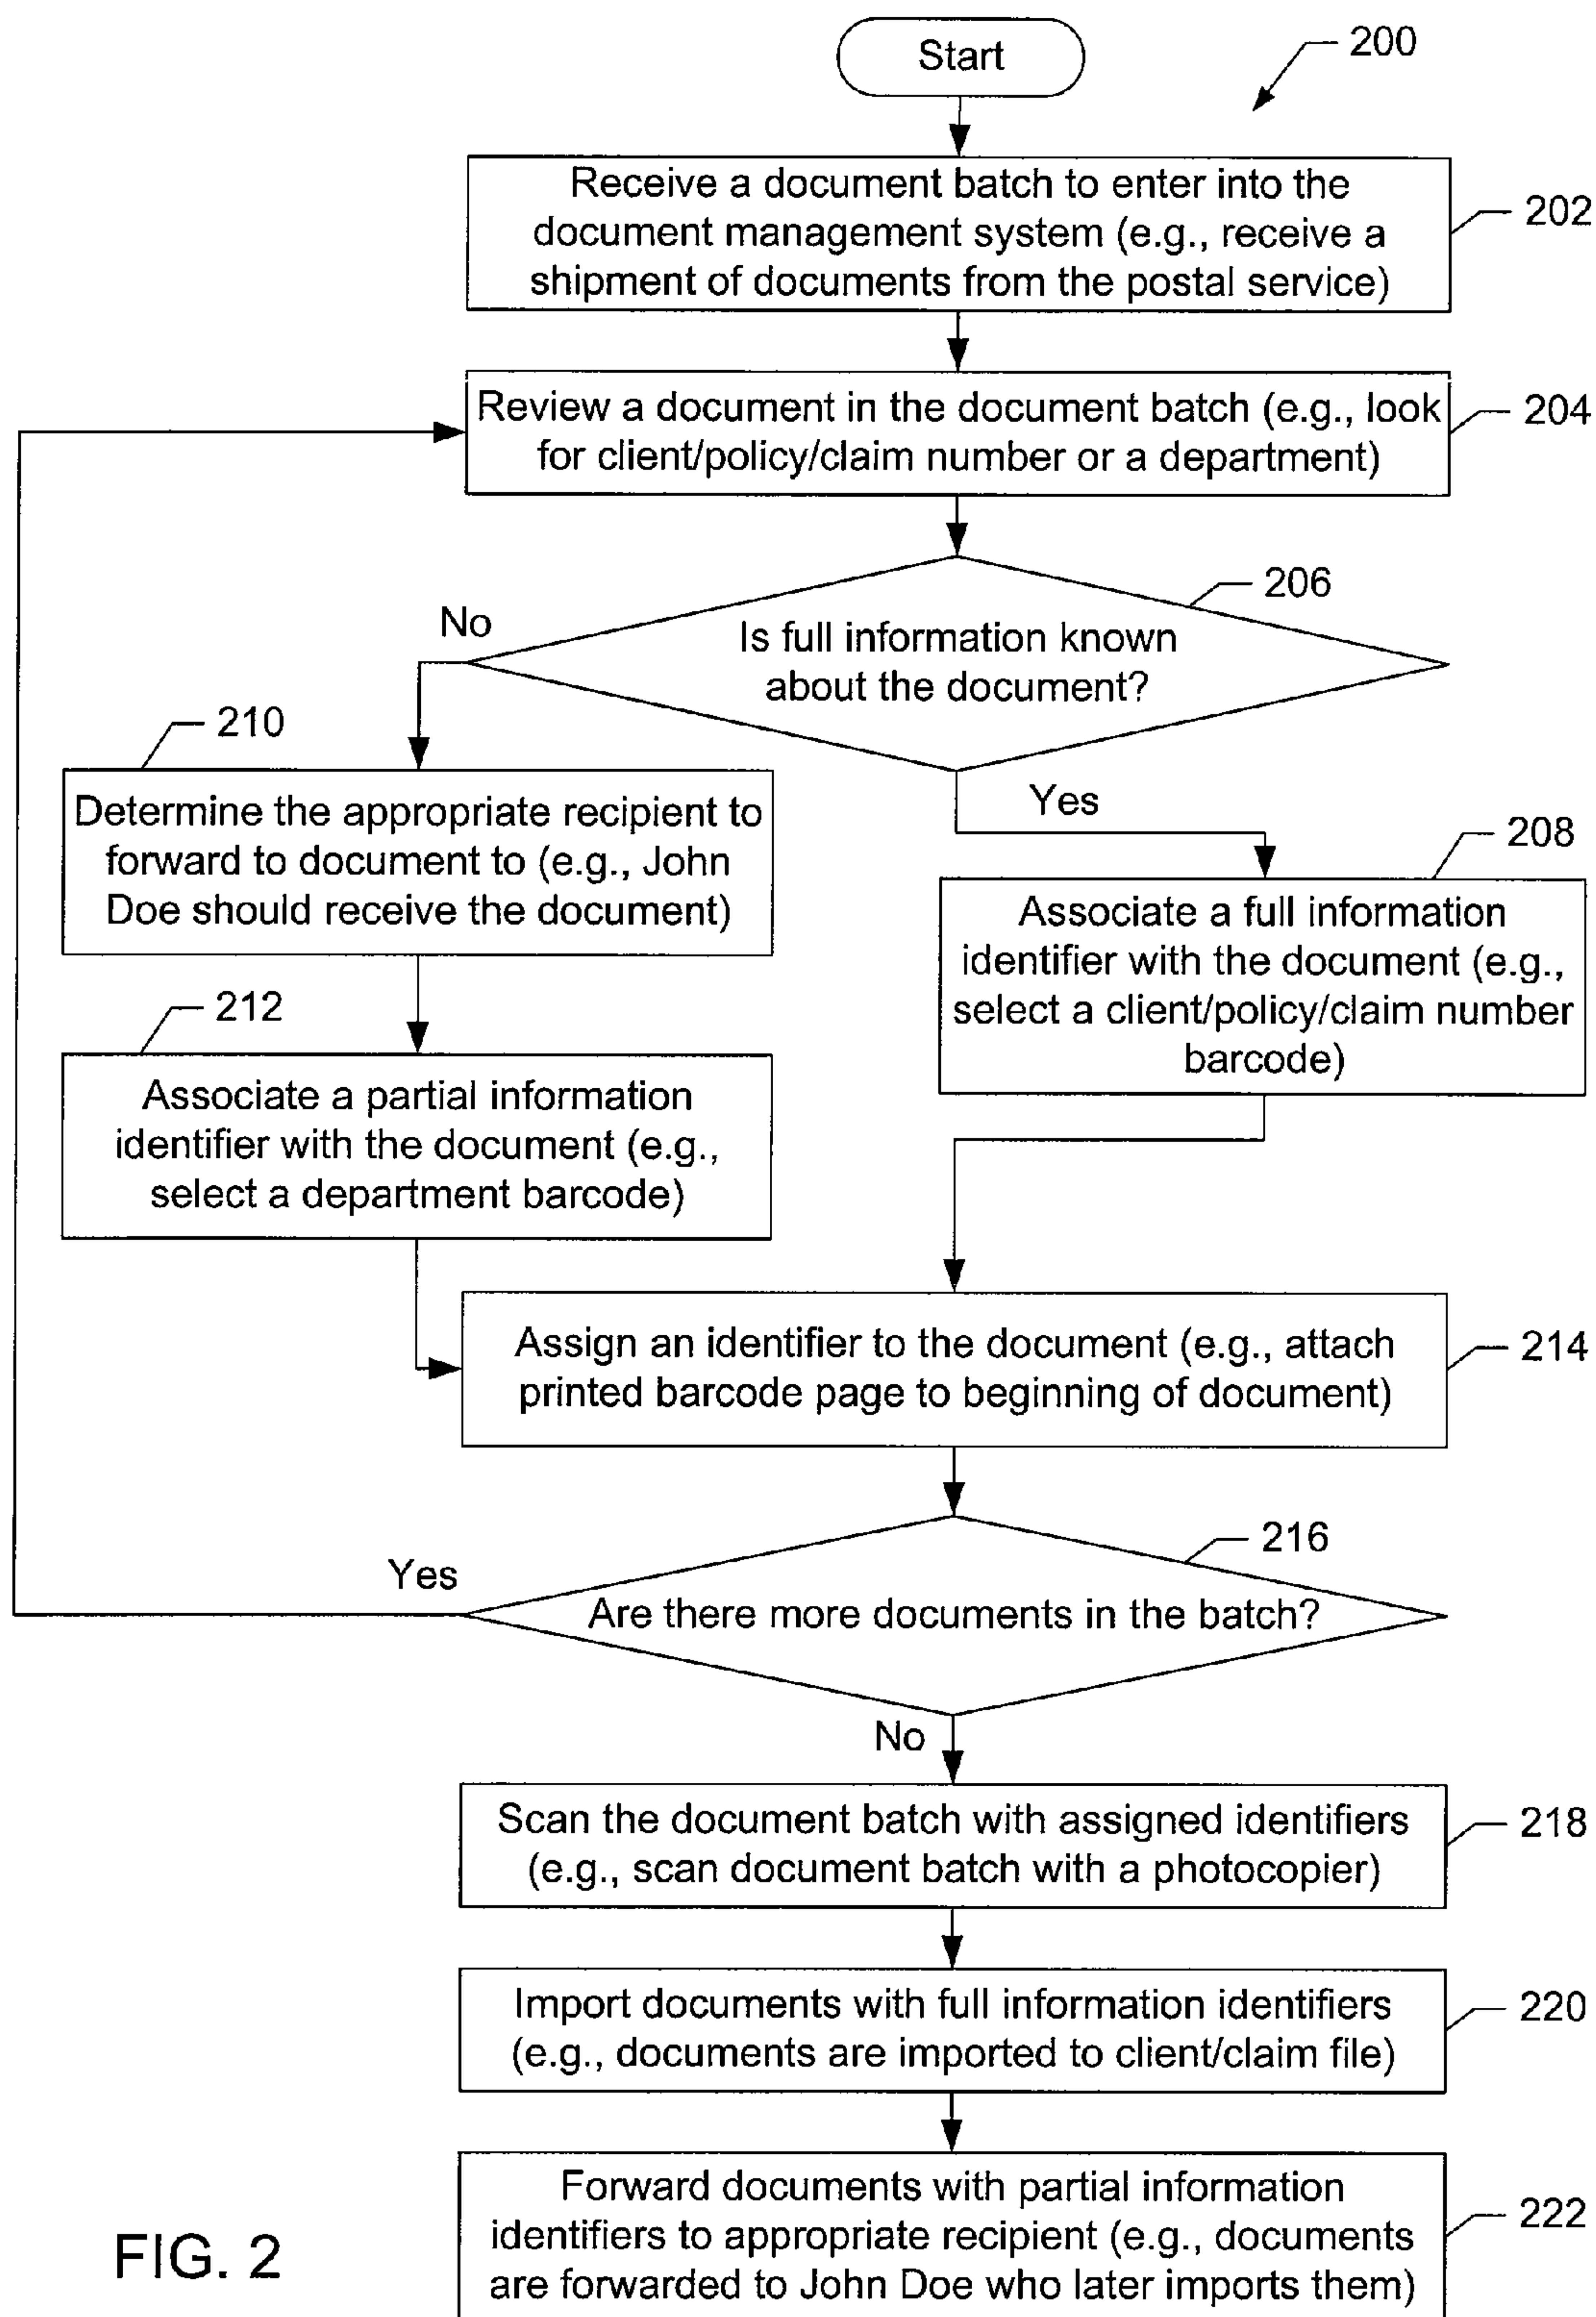 Start
200
Receive a document batch to enter into the
document management system (e.g., receive a
shipment of documents from the postal service)
202
Review a document in the document batch (e.g., look
for client/policy/claim number or a department)
204
206
No
Is full information known
about the document?
210
Yes
Determine the appropriate recipient to
forward to document to (e.g., John
Doe should receive the document)
208
Associate a full information
identifier with the document (e.g.,
select a client/policy/claim number
barcode)
212
Associate a partial information
identifier with the document (e.g.,
select a department barcode)
Assign an identifier to the document (e.g., attach
printed barcode page to beginning of document)
214
216
Yes
Are there more documents in the batch?
No
Scan the document batch with assigned identifiers
(e.g., scan document batch with a photocopier)
218
Import documents with full information identifiers
(e.g., documents are imported to client/claim file)
220
Forward documents with partial information
identifiers to appropriate recipient (e.g., documents
are forwarded to John Doe who later imports them)
222
FIG. 2